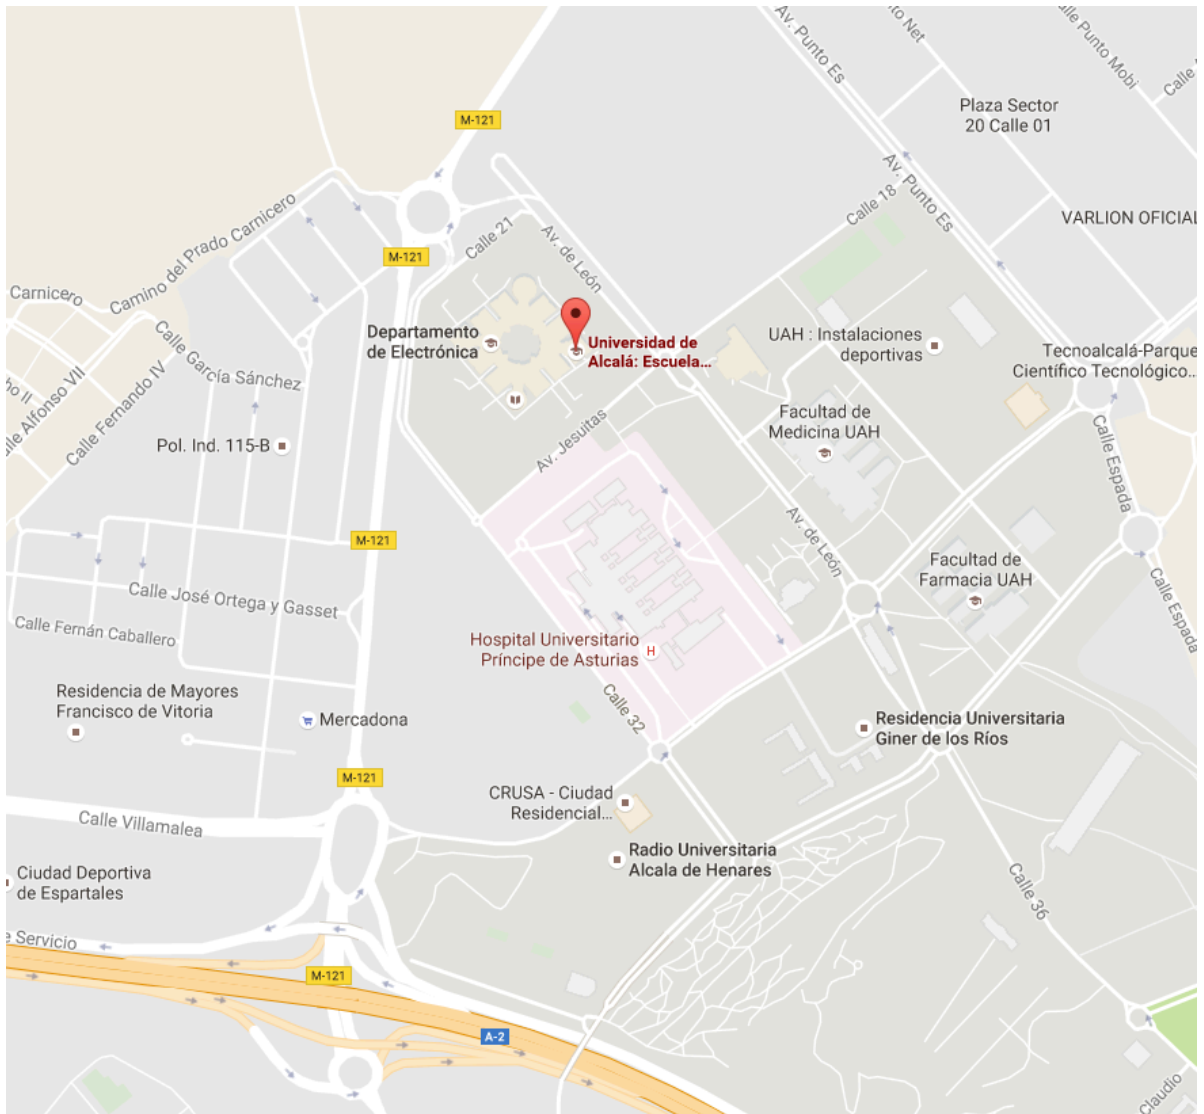 Av. Punto Es
nto Net
alle Punto Mobi
Calle
M-121
Plaza Sector
20 Calle 01
Av. Punto Es
Calle 18
VARLION OFICIAL
Camino del Prado Carnicero
Calle 21
Av. de León
M-121
Carnicero
Departamento
de Electrónica
Universidad de
Alcalá: Escuela...
UAH : Instalaciones
deportivas
Tecnoalcalá-Parque
Científico Tecnológico...
Calle García Sánchez
bo II
lle Alfonso VII
Calle Fernando IV
Pol. Ind. 115-B
Av. Jesuitas
Facultad de
Medicina UAH
Calle Espada
M-121
Av. de León
Facultad de
Farmacia UAH
Calle Espada
Calle José Ortega y Gasset
Calle Fernán Caballero
Hospital Universitario
Príncipe de Asturias
H
Residencia de Mayores
Francisco de Vitoria
Mercadona
Calle 32
Residencia Universitaria
Giner de los Ríos
M-121
CRUSA - Ciudad
Residencial...
Calle Villamalea
Radio Universitaria
Alcala de Henares
Ciudad Deportiva
de Espartales
Calle 36
e Servicio
M-121
A-2
Claudio